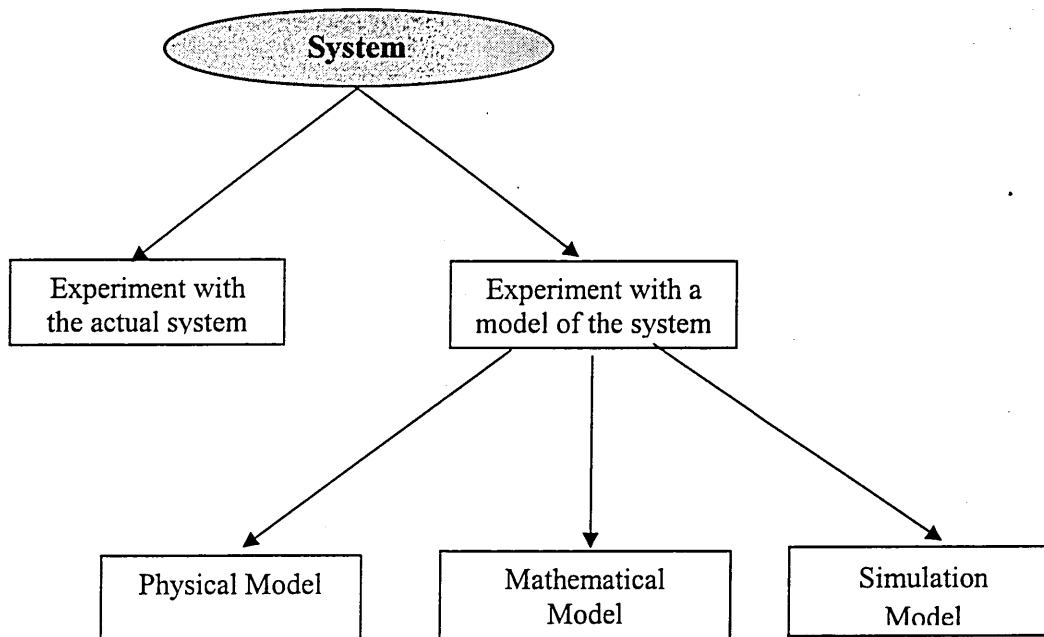 System
Experiment with
the actual system
Experiment with a
model of the system
Physical Model
Mathematical
Model
Simulation
Model